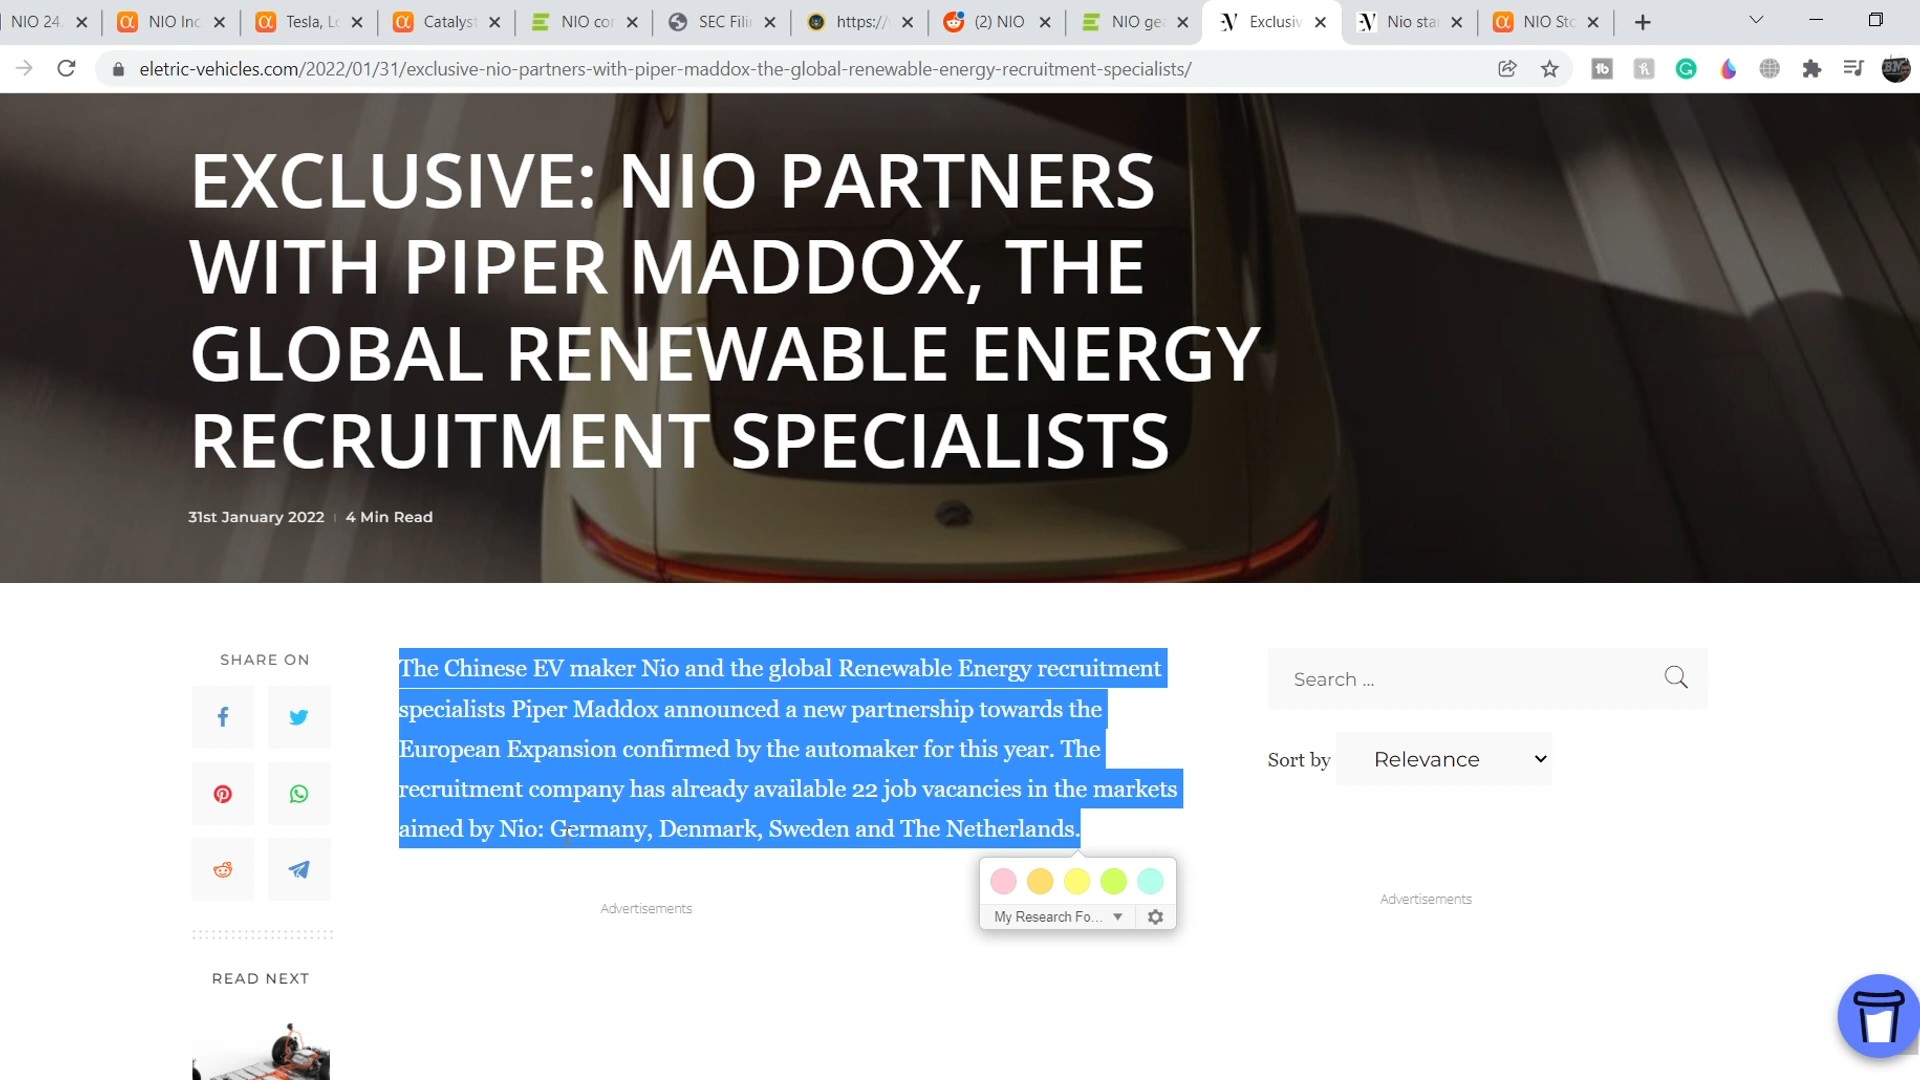 NIO 24.
NIO Inc
Tesla, Lo
Catalyst
NIO co
SEC Fili
https://
(2) NIO
NIO gea
Exclusiv
Nio star
NIO Sto
eletric-vehicles.com/2022/01/31/exclusive-nio-partners-with-piper-maddox-the-global-renewable-energy-recruitment-specialists/
EXCLUSIVE: NIO PARTNERS
WITH PIPER MADDOX, THE
GLOBAL RENEWABLE ENERGY
RECRUITMENT SPECIALISTS
31st January 2022 | 4 Min Read
SHARE ON
The Chinese EV maker Nio and the global Renewable Energy recruitment
specialists Piper Maddox announced a new partnership towards the
European Expansion confirmed by the automaker for this year. The
recruitment company has already available 22 job vacancies in the markets
aimed by Nio: Germany, Denmark, Sweden and The Netherlands.
Search ...
Sort by Relevance
My Research Fo...
Advertisements
Advertisements
READ NEXT